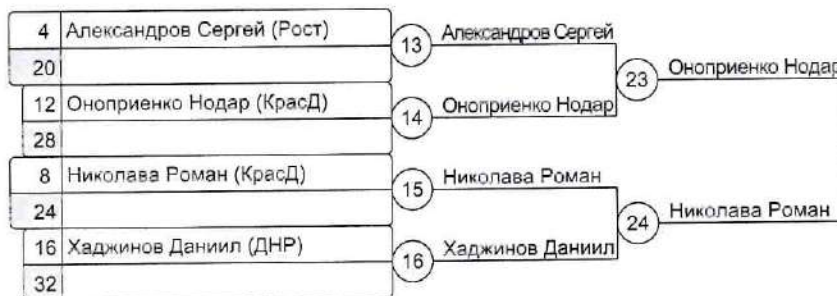 4 Александров Сергей (Рост)
20
13 Александров Сергей
12 Оноприенко Нодар (КрасД)
28
14 Оноприенко Нодар
23 Оноприенко Нодар
8 Николава Роман (КрасД)
24
15 Николава Роман
16 Хаджинов Даниил (ДНР)
32
16 Хаджинов Даниил
24 Николава Роман